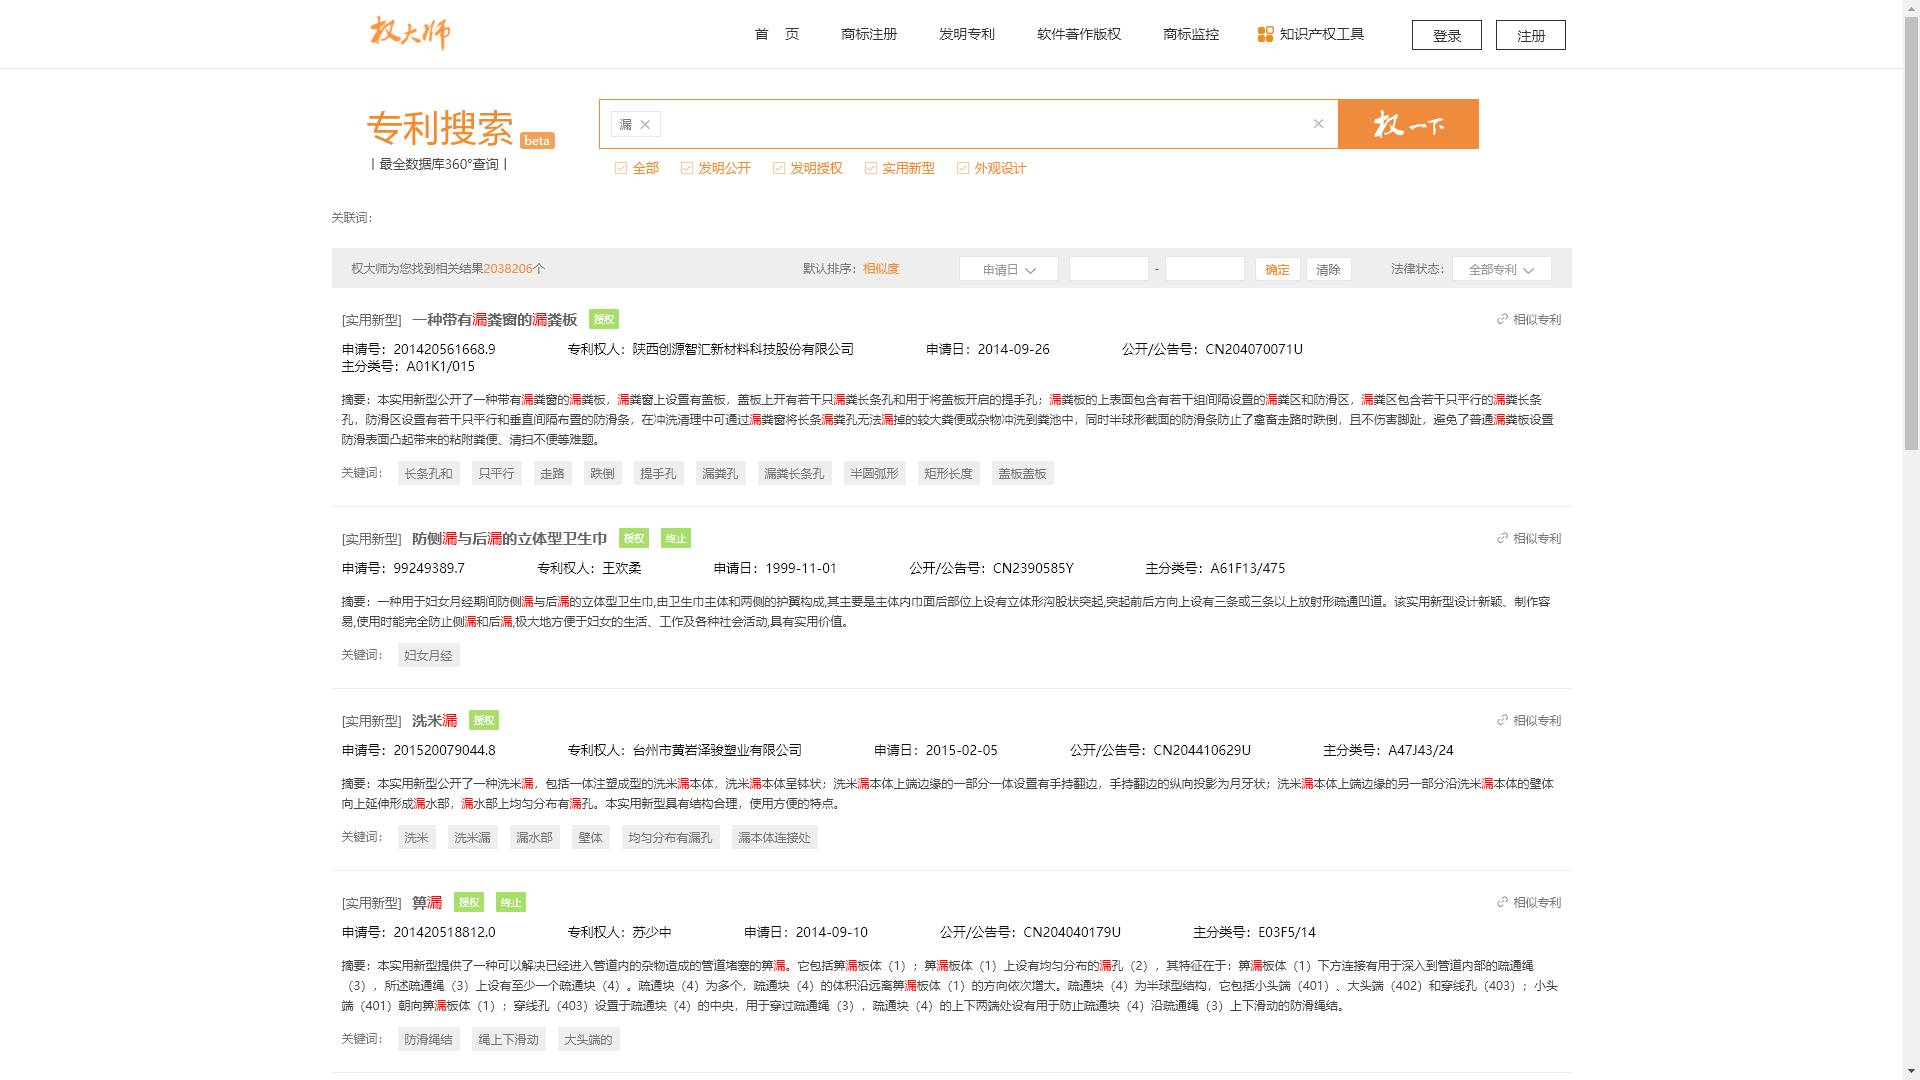 权大师
首 页 商标注册 发明专利 软件著作版权 商标监控 知识产权工具 登录 注册
专利搜索 beta
丨最全数据库360°查询丨
漏 ✕ ✕ 权一下
全部 发明公开 发明授权 实用新型 外观设计
关联词：
权大师为您找到相关结果2038206个 默认排序：相似度 申请日 - 确定 清除 法律状态： 全部专利
[实用新型] 一种带有漏粪窗的漏粪板 授权 相似专利
申请号：201420561668.9 专利权人：陕西创源智汇新材料科技股份有限公司 申请日：2014-09-26 公开/公告号：CN204070071U
主分类号：A01K1/015
摘要：本实用新型公开了一种带有漏粪窗的漏粪板，漏粪窗上设置有盖板，盖板上开有若干只漏粪长条孔和用于将盖板开启的提手孔；漏粪板的上表面包含有若干组间隔设置的漏粪区和防滑区，漏粪区包含若干只平行的漏粪长条
孔，防滑区设置有若干只平行和垂直间隔布置的防滑条，在冲洗清理中可通过漏粪窗将长条漏粪孔无法漏掉的较大粪便或杂物冲洗到粪池中，同时半球形截面的防滑条防止了禽畜走路时跌倒，且不伤害脚趾，避免了普通漏粪板设置
防滑表面凸起带来的粘附粪便、清扫不便等难题。
关键词： 长条孔和 只平行 走路 跌倒 提手孔 漏粪孔 漏粪长条孔 半圆弧形 矩形长度 盖板盖板
[实用新型] 防侧漏与后漏的立体型卫生巾 授权 终止 相似专利
申请号：99249389.7 专利权人：王欢柔 申请日：1999-11-01 公开/公告号：CN2390585Y 主分类号：A61F13/475
摘要：一种用于妇女月经期间防侧漏与后漏的立体型卫生巾,由卫生巾主体和两侧的护翼构成,其主要是主体内巾面后部位上设有立体形沟股状突起,突起前后方向上设有三条或三条以上放射形疏通凹道。该实用新型设计新颖、制作容
易,使用时能完全防止侧漏和后漏,极大地方便于妇女的生活、工作及各种社会活动,具有实用价值。
关键词： 妇女月经
[实用新型] 洗米漏 授权 相似专利
申请号：201520079044.8 专利权人：台州市黄岩泽骏塑业有限公司 申请日：2015-02-05 公开/公告号：CN204410629U 主分类号：A47J43/24
摘要：本实用新型公开了一种洗米漏，包括一体注塑成型的洗米漏本体，洗米漏本体呈钵状；洗米漏本体上端边缘的一部分一体设置有手持翻边，手持翻边的纵向投影为月牙状；洗米漏本体上端边缘的另一部分沿洗米漏本体的壁体
向上延伸形成漏水部，漏水部上均匀分布有漏孔。本实用新型具有结构合理，使用方便的特点。
关键词： 洗米 洗米漏 漏水部 壁体 均匀分布有漏孔 漏本体连接处
[实用新型] 箅漏 授权 终止 相似专利
申请号：201420518812.0 专利权人：苏少中 申请日：2014-09-10 公开/公告号：CN204040179U 主分类号：E03F5/14
摘要：本实用新型提供了一种可以解决已经进入管道内的杂物造成的管道堵塞的箅漏。它包括箅漏板体（1）；箅漏板体（1）上设有均匀分布的漏孔（2），其特征在于：箅漏板体（1）下方连接有用于深入到管道内部的疏通绳
（3），所述疏通绳（3）上设有至少一个疏通块（4）。疏通块（4）为多个，疏通块（4）的体积沿远离箅漏板体（1）的方向依次增大。疏通块（4）为半球型结构，它包括小头端（401）、大头端（402）和穿线孔（403）；小头
端（401）朝向箅漏板体（1）；穿线孔（403）设置于疏通块（4）的中央，用于穿过疏通绳（3），疏通块（4）的上下两端处设有用于防止疏通块（4）沿疏通绳（3）上下滑动的防滑绳结。
关键词： 防滑绳结 绳上下滑动 大头端的